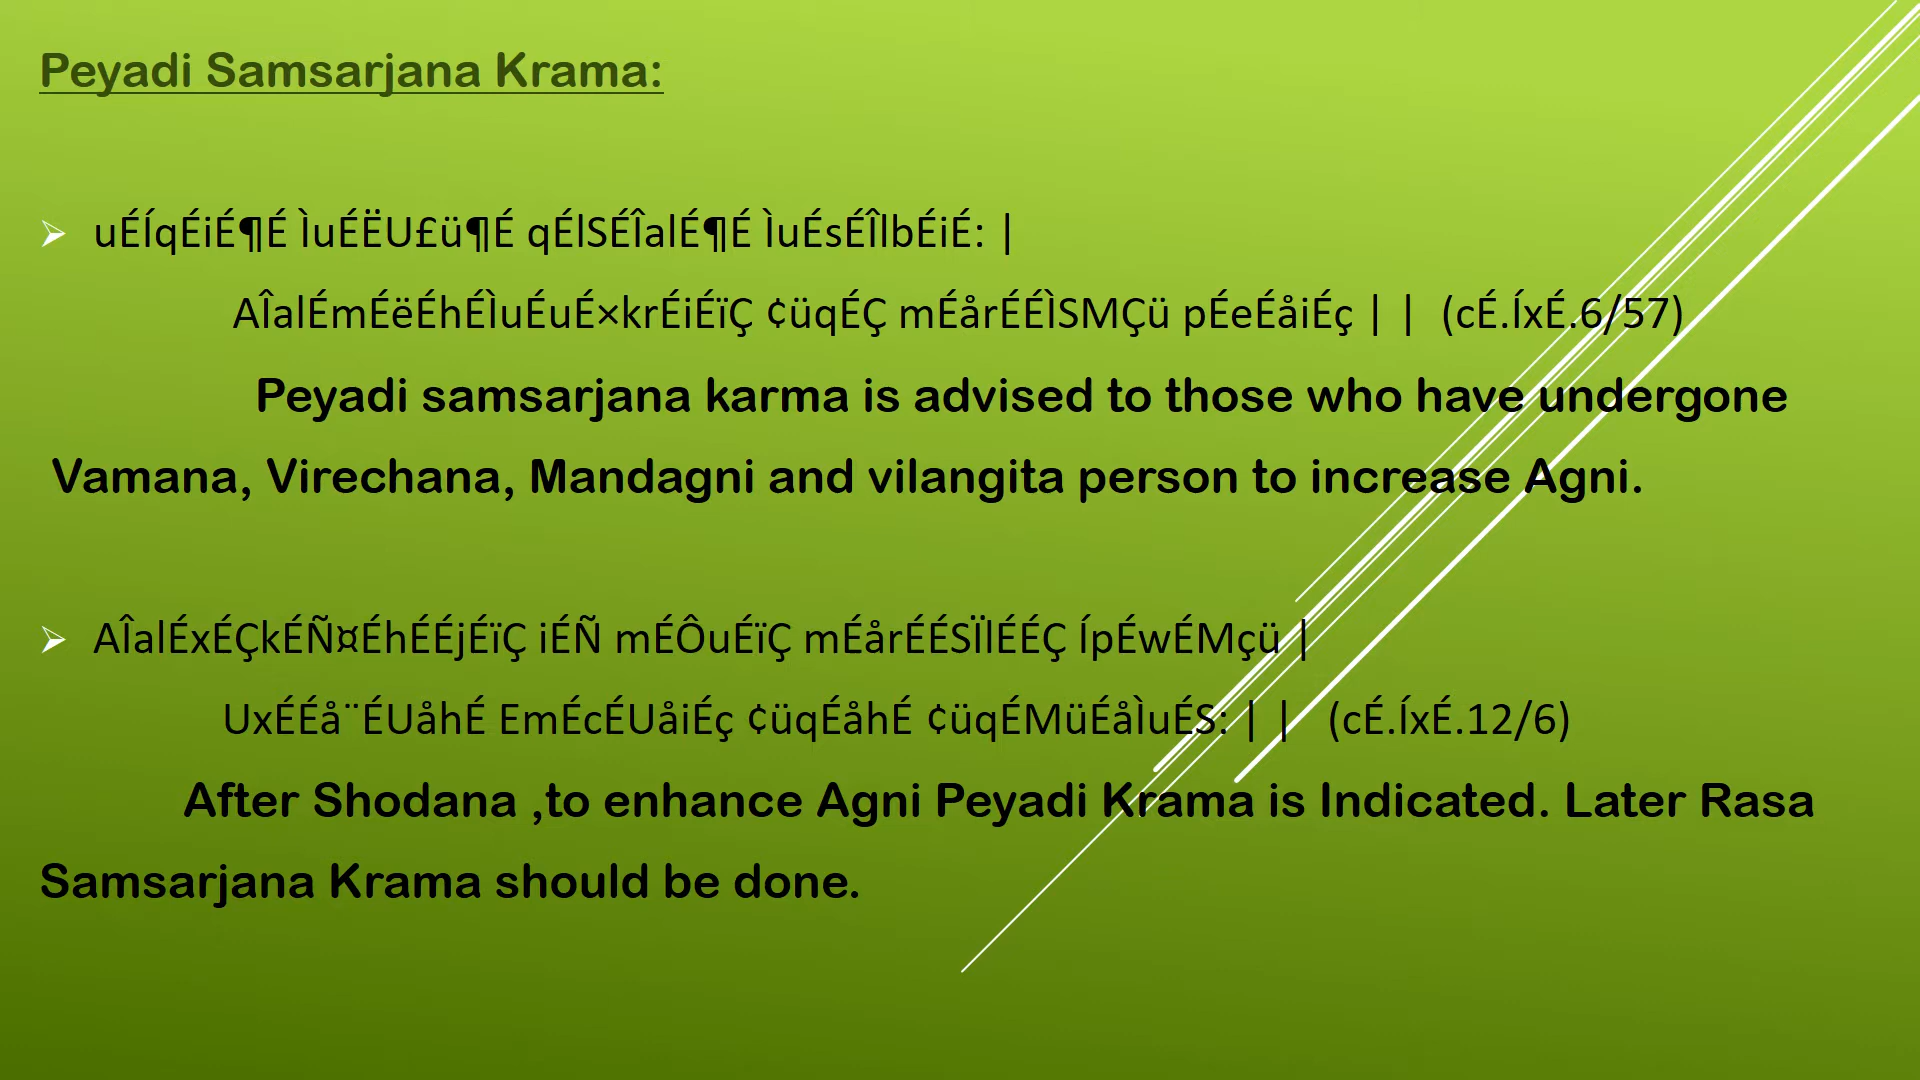 Peyadi Samsarjana Krama:
uÉÍqÉiÉ¶É ÌuÉËU£ü¶É qÉlSÉÎalÉ¶É ÌuÉsÉÎlbÉiÉ: |
AÎalÉmÉëÉhÉÌuÉuÉ×krÉiÉïÇ ¢üqÉÇ mÉårÉÉÌSMÇü pÉeÉåiÉç | | (cÉ.ÍxÉ.6/57)
Peyadi samsarjana karma is advised to those who have undergone
Vamana, Virechana, Mandagni and vilangita person to increase Agni.
AÎalÉxÉÇkÉÑ¤ÉhÉÉjÉïÇ iÉÑ mÉÔuÉïÇ mÉårÉÉSÏlÉÉÇ ÍpÉwÉMçü |
UxÉÉå¨ÉUåhÉ EmÉcÉUåiÉç ¢üqÉåhÉ ¢üqÉMüÉåÌuÉS: | | (cÉ.ÍxÉ.12/6)
After Shodana ,to enhance Agni Peyadi Krama is Indicated. Later Rasa
Samsarjana Krama should be done.